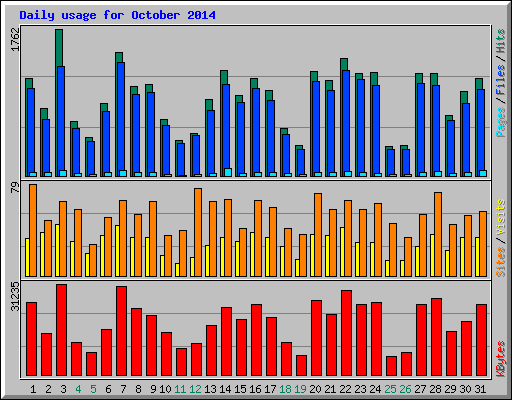 Daily usage for October 2014
1762
Pages / Files / Hits
79
Sites / Visits
31235
KBytes
1 2 3 4 5 6 7 8 9 10 11 12 13 14 15 16 17 18 19 20 21 22 23 24 25 26 27 28 29 30 31